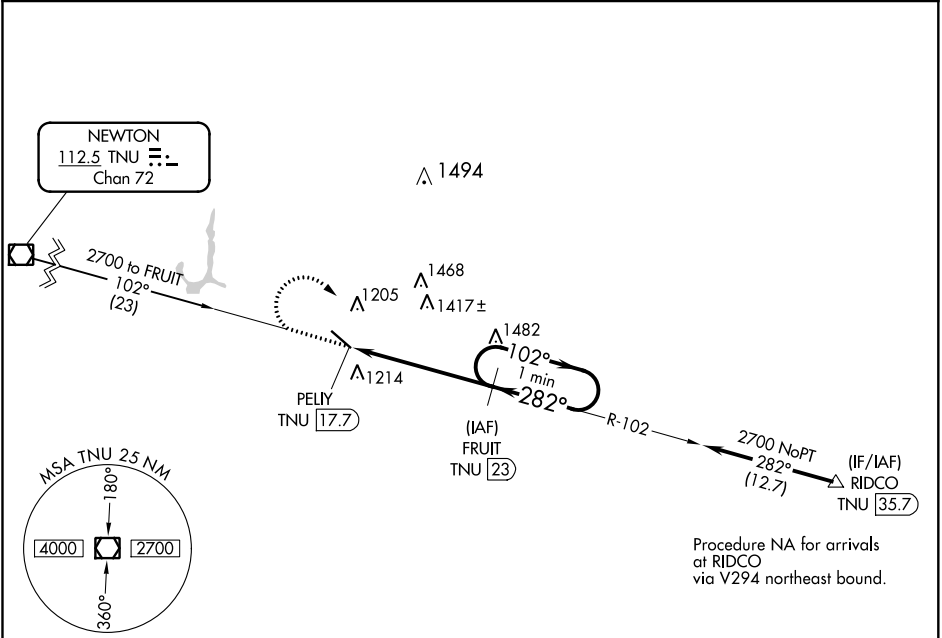 NEWTON
112.5 TNU
Chan 72
1494
2700 to FRUIT
102°
(23)
1468
1205
1417±
1482
102°
1 min
282°
1214
PELIY
TNU 17.7
(IAF)
FRUIT
TNU 23
R-102
2700 NoPT
282°
(12.7)
(IF/IAF)
RIDCO
TNU 35.7
MSA TNU 25 NM
180°
4000
2700
360°
Procedure NA for arrivals
at RIDCO
via V294 northeast bound.